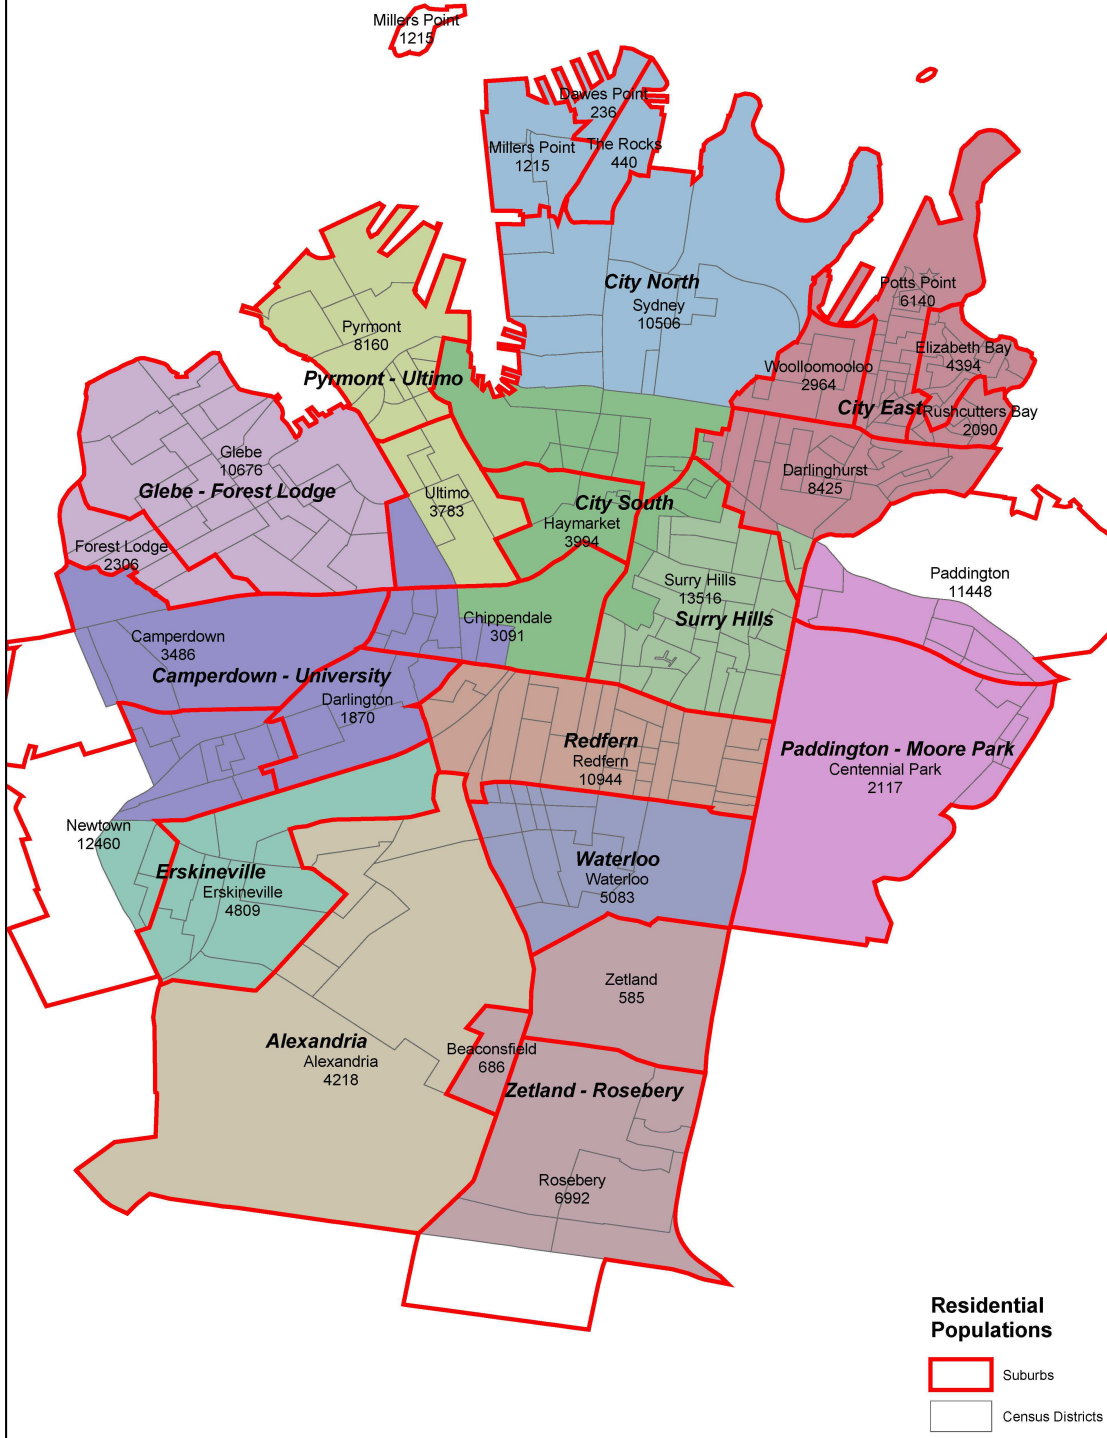 Millers Point
1215
Dawes Point
236
Millers Point
1215
The Rocks
440
City North
Sydney
10506
Potts Point
6140
Pyrmont
8160
Elizabeth Bay
4394
Woolloomooloo
2964
Pyrmont - Ultimo
City East
Rushcutters Bay
2090
Glebe
10676
Glebe - Forest Lodge
Darlinghurst
8425
Ultimo
3783
City South
Haymarket
3994
Forest Lodge
2306
Paddington
11448
Surry Hills
13516
Surry Hills
Chippendale
3091
Camperdown
3486
Camperdown - University
Darlington
1870
Redfern
Redfern
10944
Paddington - Moore Park
Centennial Park
2117
Newtown
12460
Erskineville
Erskineville
4809
Waterloo
Waterloo
5083
Zetland
585
Alexandria
Alexandria
4218
Beaconsfield
686
Zetland - Rosebery
Rosebery
6992
Residential
Populations
Suburbs
Census Districts